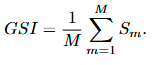 GSI = \frac{1}{M} \sum_{m=1}^{M} S_m.